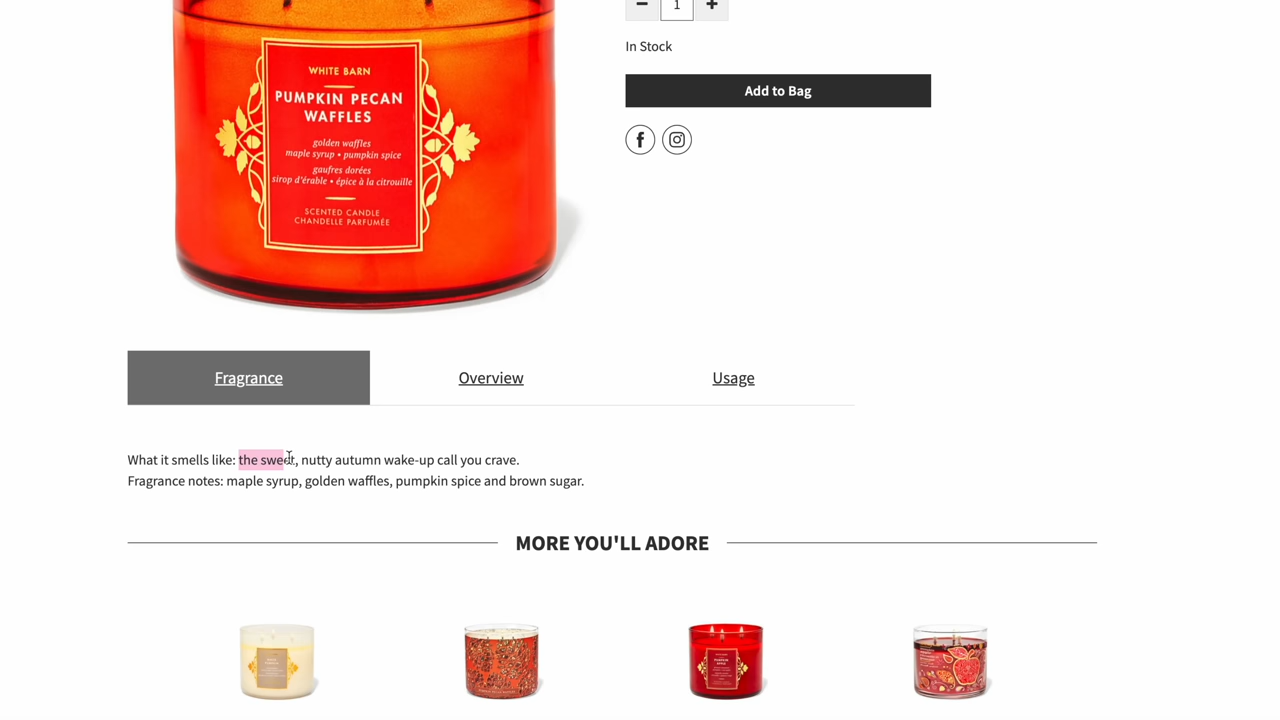 1
In Stock
Add to Bag
WHITE BARN
PUMPKIN PECAN
WAFFLES
golden waffles
maple syrup • pumpkin spice
gaufres dorées
sirop d'érable • épice à la citrouille
SCENTED CANDLE
CHANDELLE PARFUMÉE
Fragrance
Overview
Usage
What it smells like: the sweet, nutty autumn wake-up call you crave.
Fragrance notes: maple syrup, golden waffles, pumpkin spice and brown sugar.
MORE YOU'LL ADORE